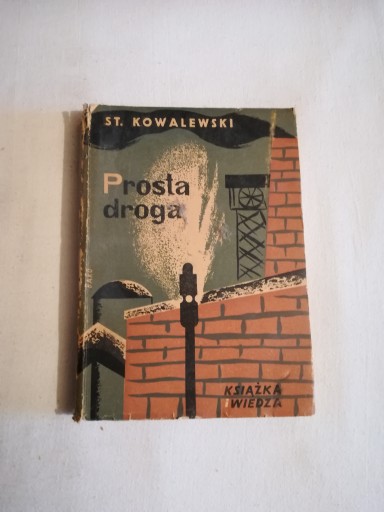 ST. KOWALEWSKI
Prosta
droga
KSIĄŻKA
I WIEDZA